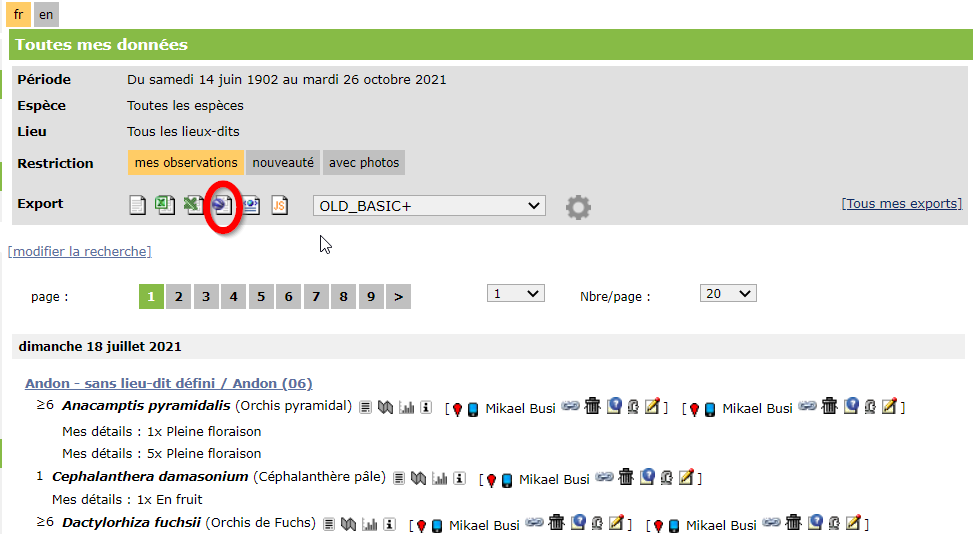 fr en
Toutes mes données
Période Du samedi 14 juin 1902 au mardi 26 octobre 2021
Espèce Toutes les espèces
Lieu Tous les lieux-dits
Restriction mes observations nouveauté avec photos
Export JS OLD_BASIC+ [Tous mes exports]
[modifier la recherche]
page : 1 2 3 4 5 6 7 8 9 > 1 Nbre/page : 20
dimanche 18 juillet 2021
Andon - sans lieu-dit défini / Andon (06)
≥6 Anacamptis pyramidalis (Orchis pyramidal) [ Mikael Busi ] [ Mikael Busi ]
Mes détails : 1x Pleine floraison
Mes détails : 5x Pleine floraison
1 Cephalanthera damasonium (Céphalanthère pâle) [ Mikael Busi ]
Mes détails : 1x En fruit
≥6 Dactylorhiza fuchsii (Orchis de Fuchs) [ Mikael Busi ] [ Mikael Busi ]